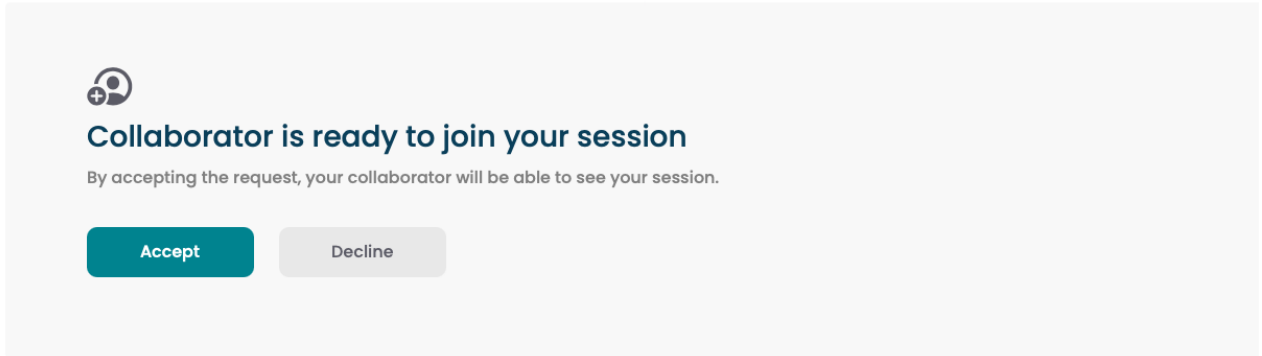 Collaborator is ready to join your session
By accepting the request, your collaborator will be able to see your session.
Accept
Decline